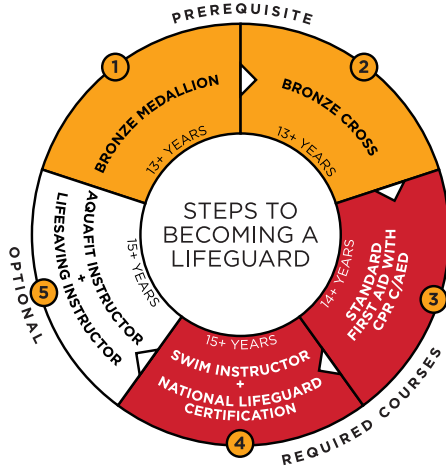 PREREQUISITE
STEPS TO
BECOMING A
LIFEGUARD
1
BRONZE MEDALLION
13+ YEARS
2
BRONZE CROSS
13+ YEARS
3
STANDARD
FIRST AID WITH
CPR C/AED
14+ YEARS
REQUIRED COURSES
4
15+ YEARS
SWIM INSTRUCTOR
+
NATIONAL LIFEGUARD
CERTIFICATION
5
AQUAFIT INSTRUCTOR
+
LIFESAVING INSTRUCTOR
15+ YEARS
OPTIONAL